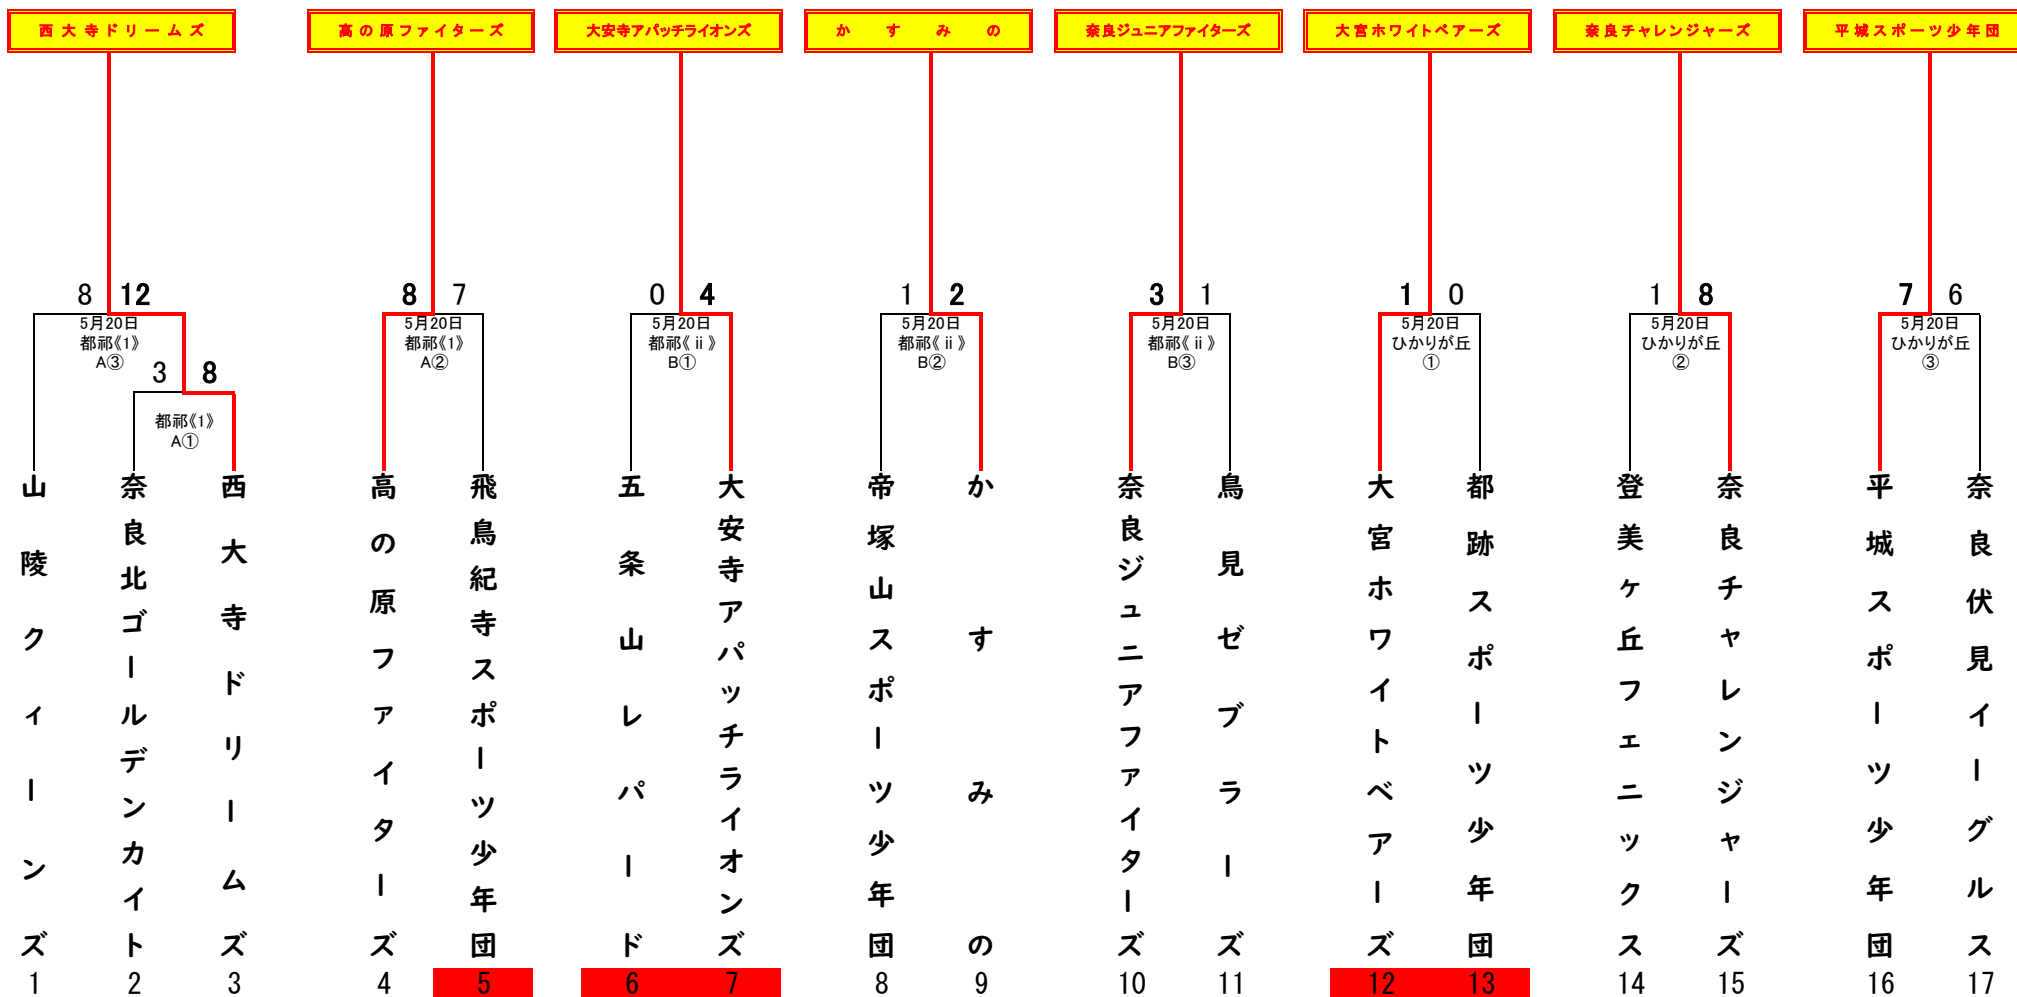 西大寺ドリームズ
高の原ファイターズ
大安寺アパッチライオンズ
かすみの
奈良ジュニアファイターズ
大宮ホワイトベアーズ
奈良チャレンジャーズ
平城スポーツ少年団
8 12
8 7
0 4
1 2
3 1
1 0
1 8
7 6
5月20日
都祁《1》
A③
5月20日
都祁《1》
A②
5月20日
都祁《ⅱ》
B①
5月20日
都祁《ⅱ》
B②
5月20日
都祁《ⅱ》
B③
5月20日
ひかりが丘
①
5月20日
ひかりが丘
②
5月20日
ひかりが丘
③
3 8
都祁《1》
A①
山陵クィーンズ
奈良北ゴールデンカイト
西大寺ドリームズ
高の原ファイターズ
飛鳥紀寺スポーツ少年団
五条山レパード
大安寺アパッチライオンズ
帝塚山スポーツ少年団
かすみの
奈良ジュニアファイターズ
鳥見ゼブラーズ
大宮ホワイトベアーズ
都跡スポーツ少年団
登美ヶ丘フェニックス
奈良チャレンジャーズ
平城スポーツ少年団
奈良伏見イーグルス
1 2 3 4 5 6 7 8 9 10 11 12 13 14 15 16 17